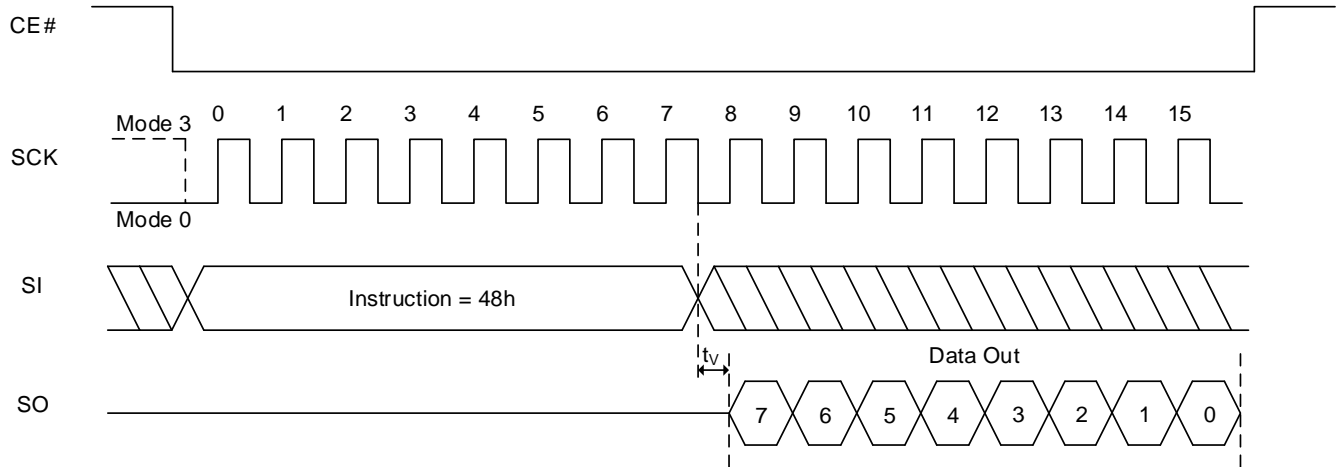 CE#
0 1 2 3 4 5 6 7 8 9 10 11 12 13 14 15
Mode 3
SCK
Mode 0
SI
Instruction = 48h
tV
Data Out
SO
7 6 5 4 3 2 1 0